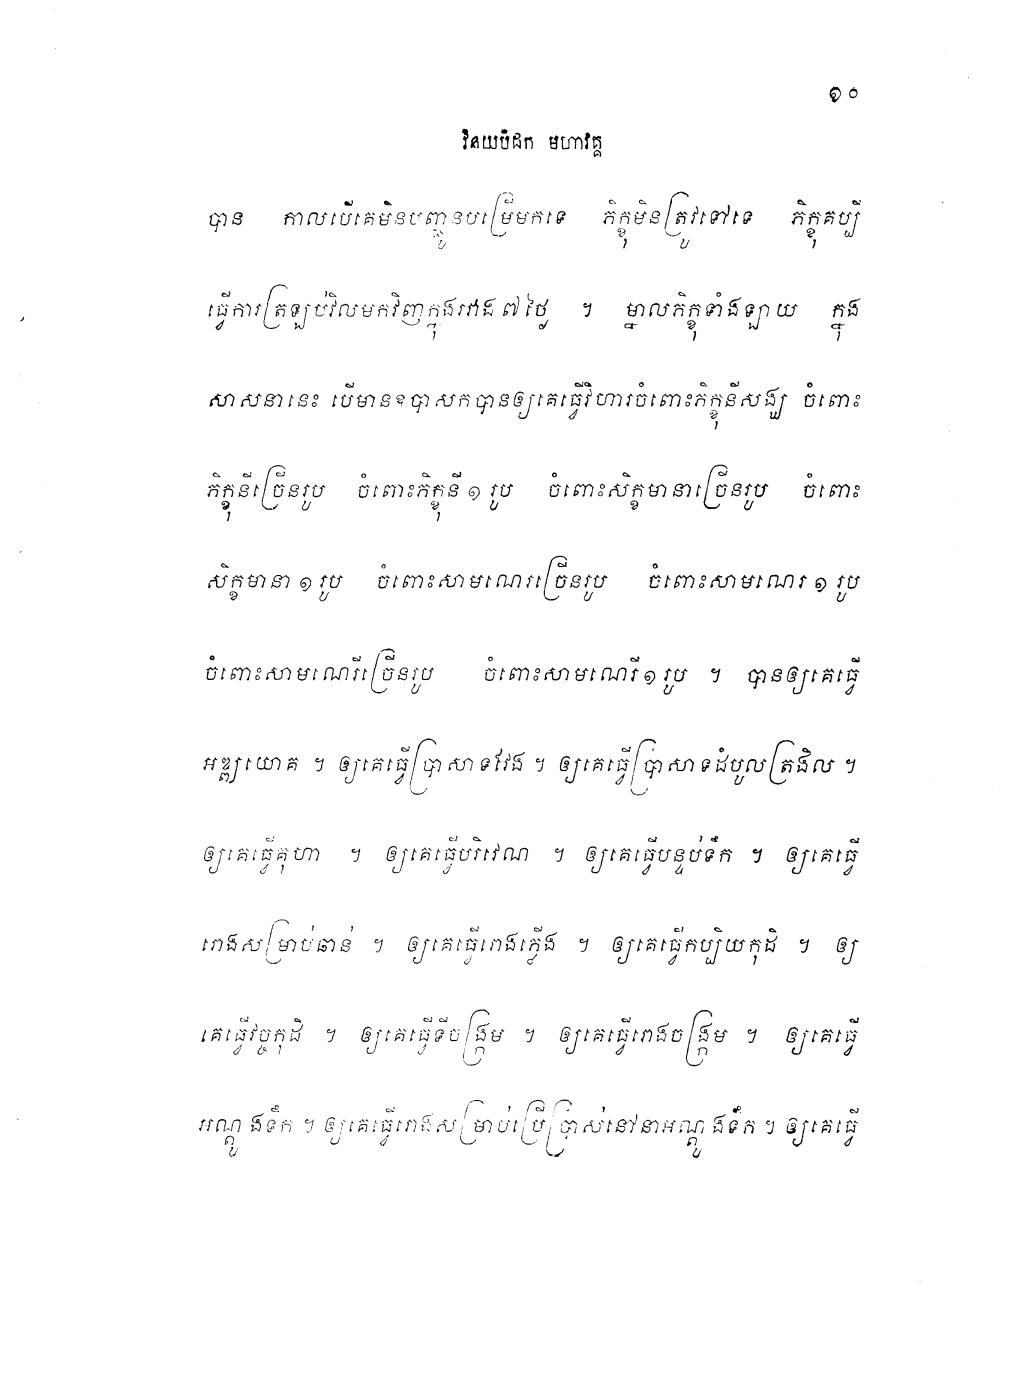 ១០
វិនយបិដក មហាវគ្គ
បាន កាលបើគេមិនបញ្ជូនបម្រើមកទេ ភិក្ខុមិនត្រូវទៅទេ ភិក្ខុគប្បី
ធ្វើការត្រឡប់វិលមកវិញក្នុងរវាង ៧ ថ្ងៃ ។ ម្នាលភិក្ខុទាំងឡាយ ក្នុង
សាសនានេះ បើមានឧបាសកបានឲ្យគេធ្វើវិហារចំពោះភិក្ខុនីសង្ឃ ចំពោះ
ភិក្ខុនីច្រើនរូប ចំពោះភិក្ខុនី ១ រូប ចំពោះសិក្ខមានាច្រើនរូប ចំពោះ
សិក្ខមានា ១ រូប ចំពោះសាមណេរច្រើនរូប ចំពោះសាមណេរ ១ រូប
ចំពោះសាមណេរីច្រើនរូប ចំពោះសាមណេរី ១ រូប ។ បានឲ្យគេធ្វើ
អឌ្ឍយោគ ។ ឲ្យគេធ្វើប្រាសាទវែង ។ ឲ្យគេធ្វើប្រាសាទដំបូលត្រងិល ។
ឲ្យគេធ្វើគុហា ។ ឲ្យគេធ្វើបរិវេណ ។ ឲ្យគេធ្វើបន្ទប់ទឹក ។ ឲ្យគេធ្វើ
រោងសម្រាប់ឆាន់ ។ ឲ្យគេធ្វើរោងភ្លើង ។ ឲ្យគេធ្វើកប្បិយកុដិ ។ ឲ្យ
គេធ្វើវច្ចកុដិ ។ ឲ្យគេធ្វើទីចង្ក្រម ។ ឲ្យគេធ្វើរោងចង្ក្រម ។ ឲ្យគេធ្វើ
អណ្តូងទឹក ។ ឲ្យគេធ្វើរោងសម្រាប់ប្រើប្រាស់នៅនាអណ្តូងទឹក ។ ឲ្យគេធ្វើ